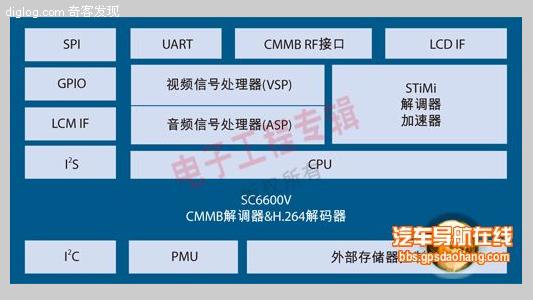 diglog.com 奇客发现
SPI
UART
CMMB RF接口
LCD IF
GPIO
视频信号处理器(VSP)
STiMi
解调器
加速器
LCM IF
音频信号处理器(ASP)
电子工程专辑
I²S
CPU
版权所有
SC6600V
CMMB解调器&H.264解码器
汽车导航在线
bbs.gpsdaohang.com
I²C
PMU
外部存储器